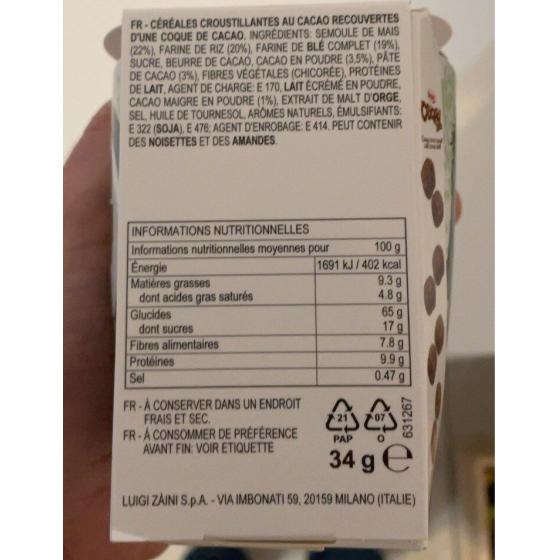 FR - CÉRÉALES CROUSTILLANTES AU CACAO RECOUVERTES
D'UNE COQUE DE CACAO. INGRÉDIENTS: SEMOULE DE MAIS
(22%), FARINE DE RIZ (20%), FARINE DE BLÉ COMPLET (19%),
SUCRE, BEURRE DE CACAO, CACAO EN POUDRE (3,5%), PÂTE
DE CACAO (3%), FIBRES VÉGÉTALES (CHICORÉE), PROTÉINES
DE LAIT, AGENT DE CHARGE: E 170, LAIT ÉCRÉMÉ EN POUDRE,
CACAO MAIGRE EN POUDRE (1%), EXTRAIT DE MALT D'ORGE,
SEL, HUILE DE TOURNESOL, ARÔMES NATURELS, ÉMULSIFIANTS:
E 322 (SOJA), E 476; AGENT D'ENROBAGE: E 414. PEUT CONTENIR
DES NOISETTES ET DES AMANDES.
INFORMATIONS NUTRITIONNELLES
Informations nutritionnelles moyennes pour 100 g
Énergie 1691 kJ / 402 kcal
Matières grasses 9.3 g
dont acides gras saturés 4.8 g
Glucides 65 g
dont sucres 17 g
Fibres alimentaires 7.8 g
Protéines 9.9 g
Sel 0.47 g
FR - À CONSERVER DANS UN ENDROIT
FRAIS ET SEC.
FR - À CONSOMMER DE PRÉFÉRENCE
AVANT FIN: VOIR ETIQUETTE
21 07
PAP O
631267
34 g e
LUIGI ZÀINI S.p.A. - VIA IMBONATI 59, 20159 MILANO (ITALIE)